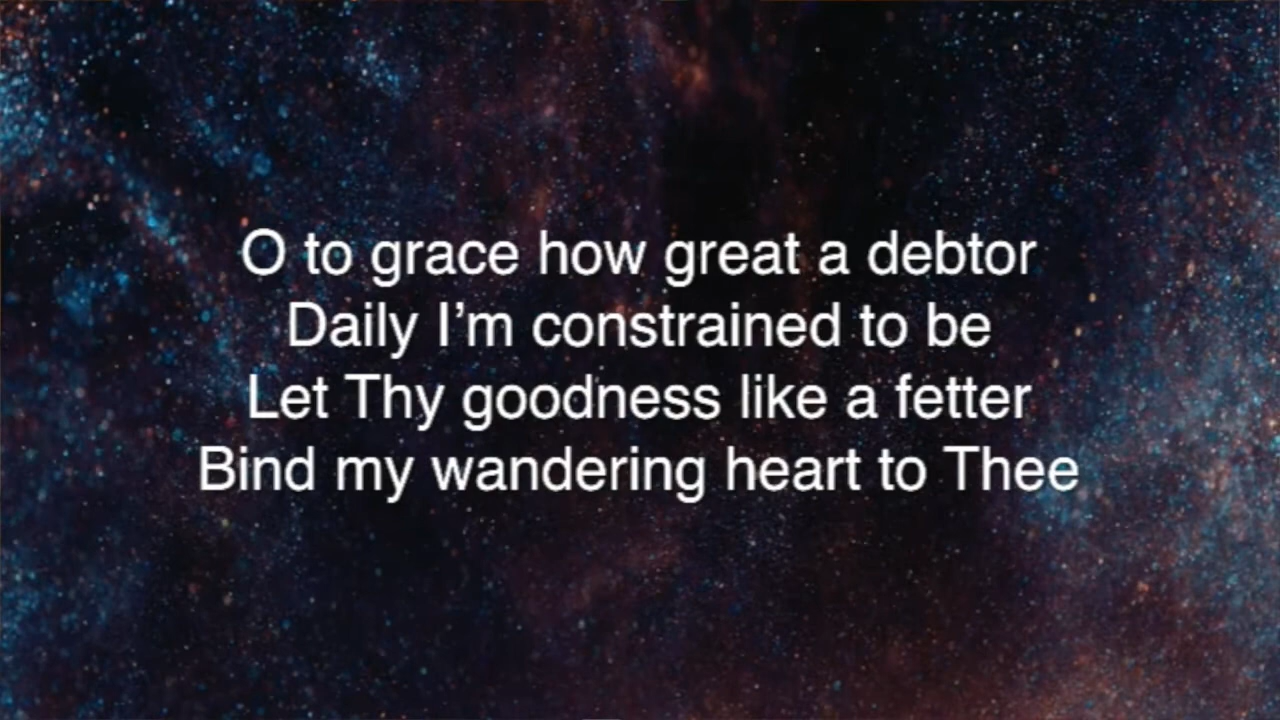 O to grace how great a debtor
Daily I’m constrained to be
Let Thy goodness like a fetter
Bind my wandering heart to Thee